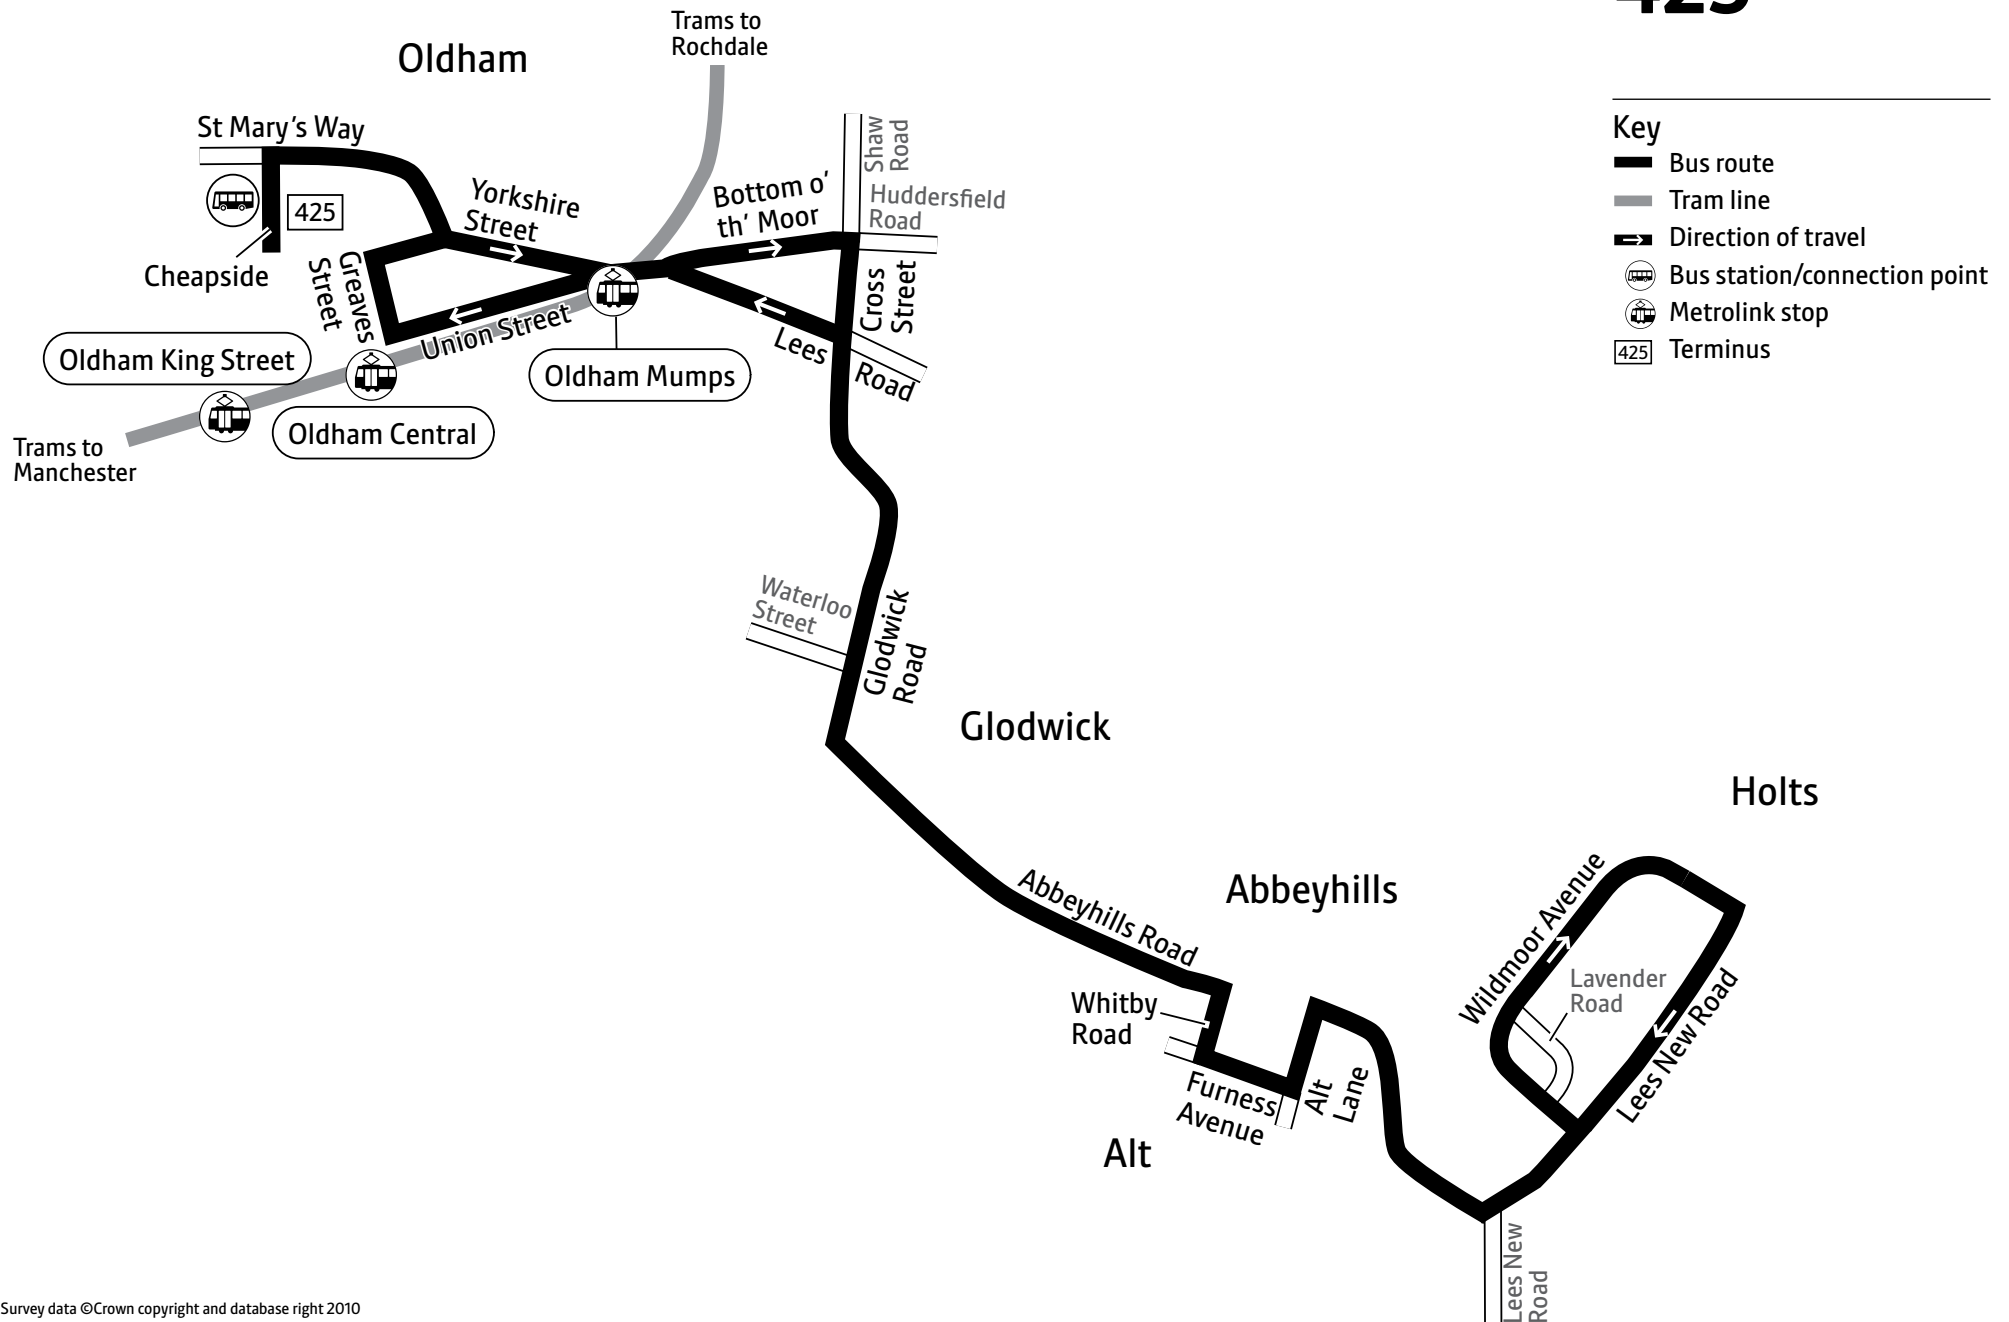 425
Trams to
Rochdale
Oldham
St Mary's Way
Shaw
Road
Key
Bus route
Tram line
Direction of travel
Bus station/connection point
Metrolink stop
425 Terminus
Yorkshire
Street
Bottom o'
th' Moor
Huddersfield
Road
425
Cheapside
Greaves
Street
Cross
Street
Union Street
Lees
Road
Oldham King Street
Oldham Mumps
Oldham Central
Trams to
Manchester
Waterloo
Street
Glodwick
Road
Glodwick
Holts
Abbeyhills Road
Abbeyhills
Wildmoor Avenue
Lavender
Road
Lees New Road
Whitby
Road
Furness
Avenue
Alt
Lane
Alt
Lees New
Road
Survey data ©Crown copyright and database right 2010